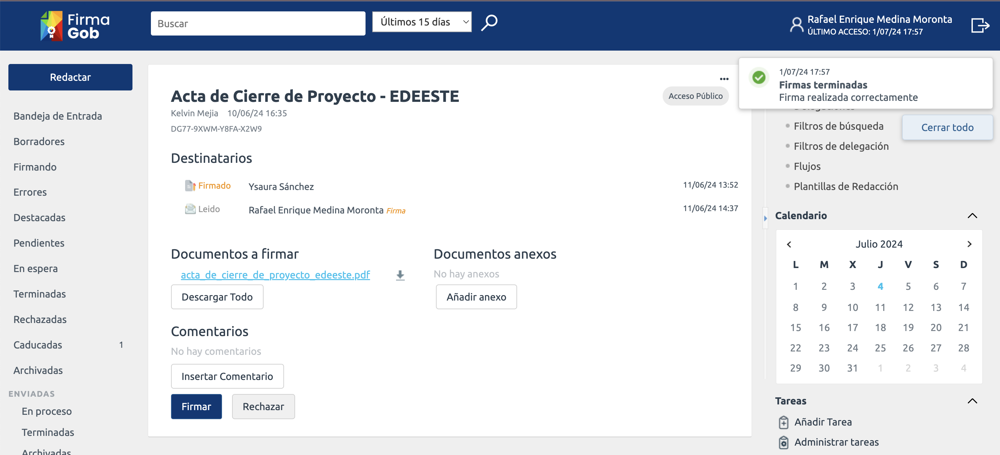 Firma
Gob
Buscar
Últimos 15 días
Rafael Enrique Medina Moronta
ÚLTIMO ACCESO: 1/07/24 17:57
Redactar
Bandeja de Entrada
Borradores
Firmando
Errores
Destacadas
Pendientes
En espera
Terminadas
Rechazadas
Caducadas 1
Archivadas
ENVIADAS
En proceso
Terminadas
Archivadas
Acta de Cierre de Proyecto - EDEESTE
Acceso Público
Kelvin Mejia 10/06/24 16:35
DG77-9XWM-Y8FA-X2W9
Destinatarios
Firmado Ysaura Sánchez 11/06/24 13:52
Leido Rafael Enrique Medina Moronta Firma 11/06/24 14:37
Documentos a firmar
acta_de_cierre_de_proyecto_edeeste.pdf
Descargar Todo
Documentos anexos
No hay anexos
Añadir anexo
Comentarios
No hay comentarios
Insertar Comentario
Firmar Rechazar
1/07/24 17:57
Firmas terminadas
Firma realizada correctamente
Cerrar todo
Filtros de búsqueda
Filtros de delegación
Flujos
Plantillas de Redacción
Calendario
Julio 2024
L M X J V S D
1 2 3 4 5 6 7
8 9 10 11 12 13 14
15 16 17 18 19 20 21
22 23 24 25 26 27 28
29 30 31 1 2 3 4
Tareas
Añadir Tarea
Administrar tareas